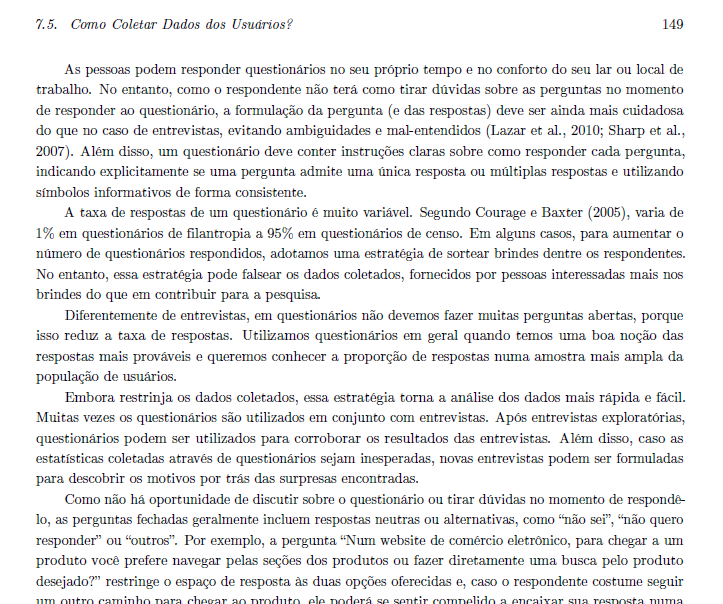 7.5. Como Coletar Dados dos Usuários? 149
As pessoas podem responder questionários no seu próprio tempo e no conforto do seu lar ou local de
trabalho. No entanto, como o respondente não terá como tirar dúvidas sobre as perguntas no momento
de responder ao questionário, a formulação da pergunta (e das respostas) deve ser ainda mais cuidadosa
do que no caso de entrevistas, evitando ambiguidades e mal-entendidos (Lazar et al., 2010; Sharp et al.,
2007). Além disso, um questionário deve conter instruções claras sobre como responder cada pergunta,
indicando explicitamente se uma pergunta admite uma única resposta ou múltiplas respostas e utilizando
símbolos informativos de forma consistente.
A taxa de respostas de um questionário é muito variável. Segundo Courage e Baxter (2005), varia de
1% em questionários de filantropia a 95% em questionários de censo. Em alguns casos, para aumentar o
número de questionários respondidos, adotamos uma estratégia de sortear brindes dentre os respondentes.
No entanto, essa estratégia pode falsear os dados coletados, fornecidos por pessoas interessadas mais nos
brindes do que em contribuir para a pesquisa.
Diferentemente de entrevistas, em questionários não devemos fazer muitas perguntas abertas, porque
isso reduz a taxa de respostas. Utilizamos questionários em geral quando temos uma boa noção das
respostas mais prováveis e queremos conhecer a proporção de respostas numa amostra mais ampla da
população de usuários.
Embora restrinja os dados coletados, essa estratégia torna a análise dos dados mais rápida e fácil.
Muitas vezes os questionários são utilizados em conjunto com entrevistas. Após entrevistas exploratórias,
questionários podem ser utilizados para corroborar os resultados das entrevistas. Além disso, caso as
estatísticas coletadas através de questionários sejam inesperadas, novas entrevistas podem ser formuladas
para descobrir os motivos por trás das surpresas encontradas.
Como não há oportunidade de discutir sobre o questionário ou tirar dúvidas no momento de respondê-
lo, as perguntas fechadas geralmente incluem respostas neutras ou alternativas, como “não sei”, “não quero
responder” ou “outros”. Por exemplo, a pergunta “Num website de comércio eletrônico, para chegar a um
produto você prefere navegar pelas seções dos produtos ou fazer diretamente uma busca pelo produto
desejado?” restringe o espaço de resposta às duas opções oferecidas e, caso o respondente costume seguir
um outro caminho para chegar ao produto, ele poderá se sentir compelido a encaixar sua resposta numa